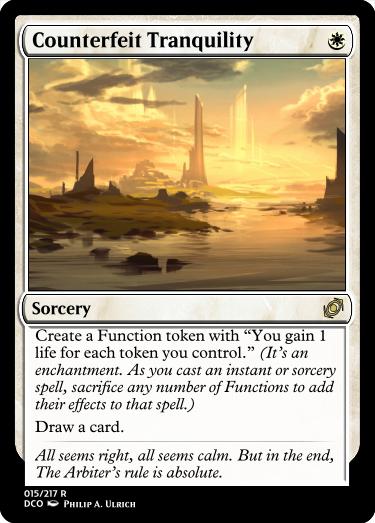 Counterfeit Tranquility
Sorcery
Create a Function token with “You gain 1
life for each token you control.” (It's an
enchantment. As you cast an instant or sorcery
spell, sacrifice any number of Functions to add
their effects to that spell.)
Draw a card.
All seems right, all seems calm. But in the end,
The Arbiter's rule is absolute.
015/217 R
DCO Philip A. Ulrich